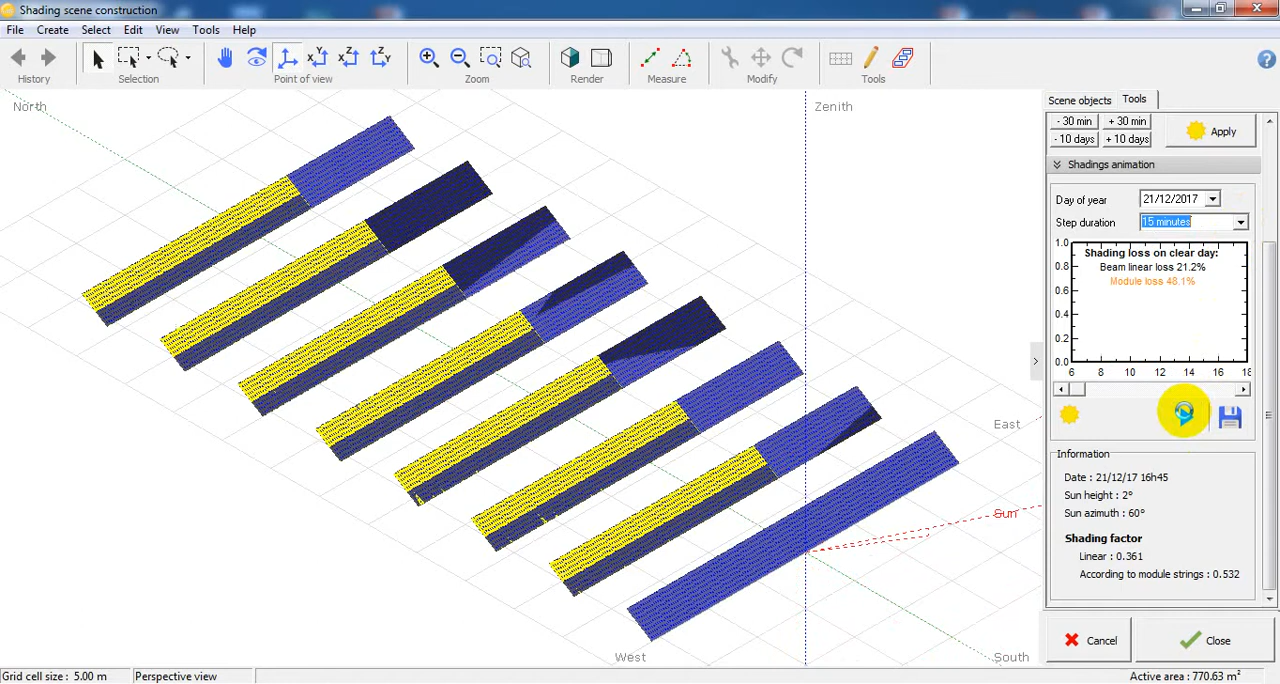 Shading scene construction
File Create Select Edit View Tools Help
History
Selection
Point of view
Zoom
Render
Measure
Modify
Tools
North
Zenith
East
Sun
South
West
Scene objects Tools
- 30 min + 30 min
- 10 days + 10 days
Apply
Shadings animation
Day of year 21/12/2017
Step duration 15 minutes
1.0
0.8
0.6
0.4
0.2
0.0
6 8 10 12 14 16 18
Shading loss on clear day:
Beam linear loss 21.2%
Module loss 48.1%
Information
Date : 21/12/17 16h45
Sun height : 2°
Sun azimuth : 60°
Shading factor
Linear : 0.361
According to module strings : 0.532
Cancel Close
Grid cell size : 5.00 m Perspective view Active area : 770.63 m²